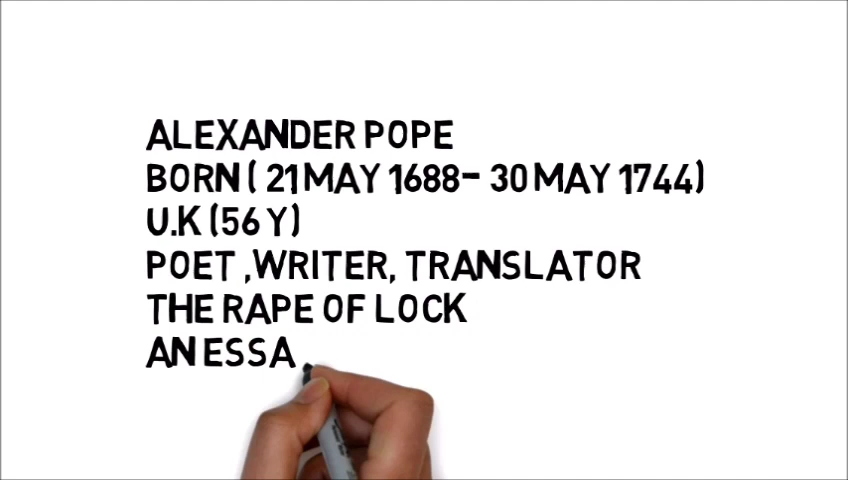 ALEXANDER POPE
BORN ( 21 MAY 1688- 30 MAY 1744)
U.K (56 Y)
POET ,WRITER, TRANSLATOR
THE RAPE OF LOCK
AN ESSA